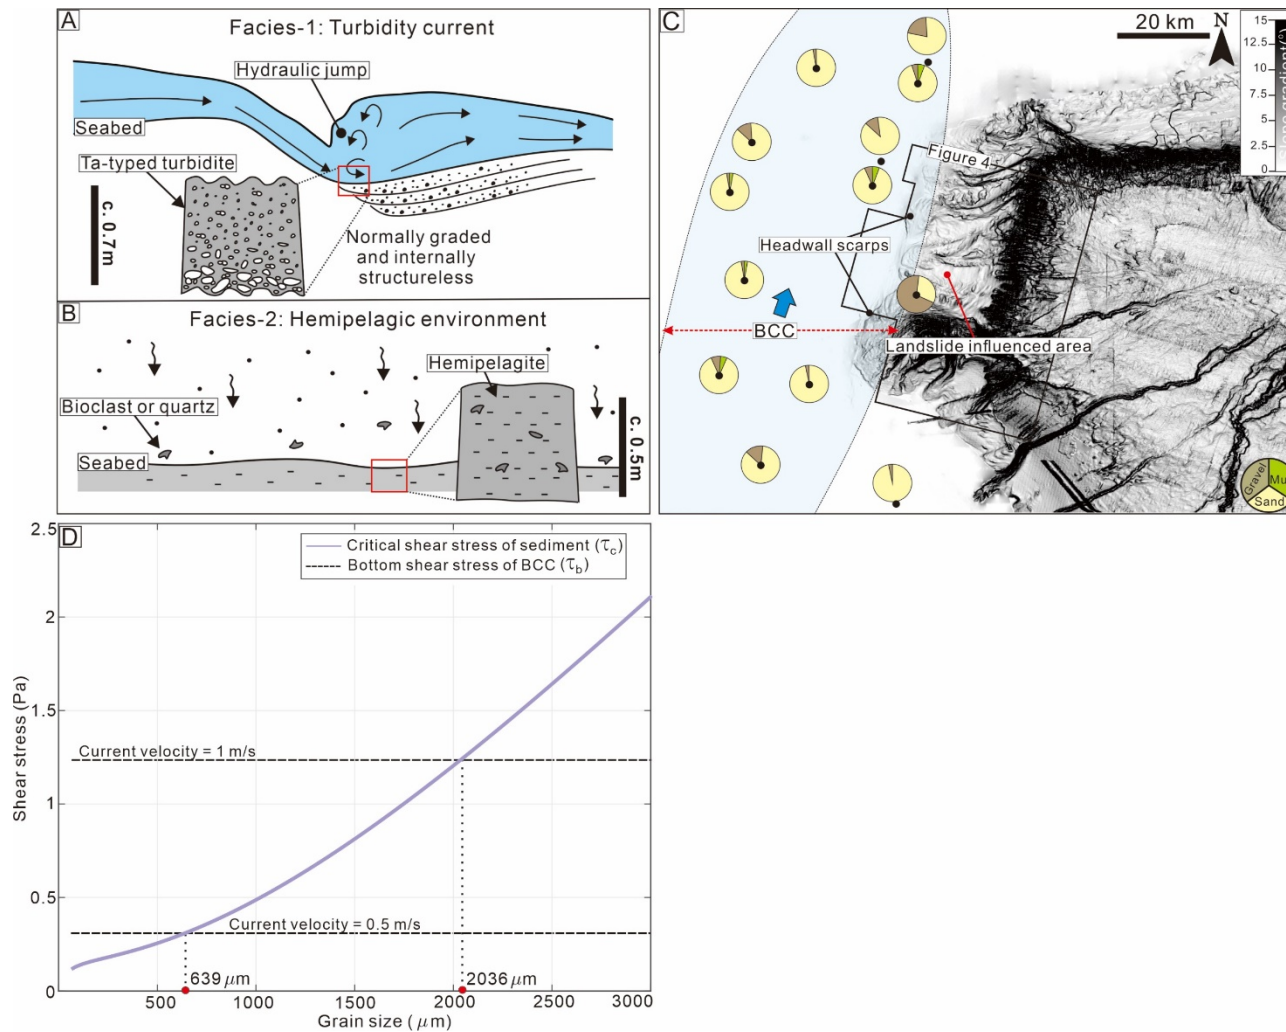 A
Facies-1: Turbidity current
Hydraulic jump
Seabed
Ta-typed turbidite
c. 0.7m
Normally graded
and internally
structureless
B
Facies-2: Hemipelagic environment
Hemipelagite
Bioclast or quartz
Seabed
c. 0.5m
C
20 km
N
15
12.5
10
7.5
5
2.5
0
Figure 4
Headwall scarps
BCC
Landslide influenced area
Gravel
Mu
Sand
D
Critical shear stress of sediment (τc)
Bottom shear stress of BCC (τb)
2.5
2
1.5
1
0.5
0
Shear stress (Pa)
Current velocity = 1 m/s
Current velocity = 0.5 m/s
639 μm
2036 μm
500
1000
1500
2000
2500
3000
Grain size (μm)